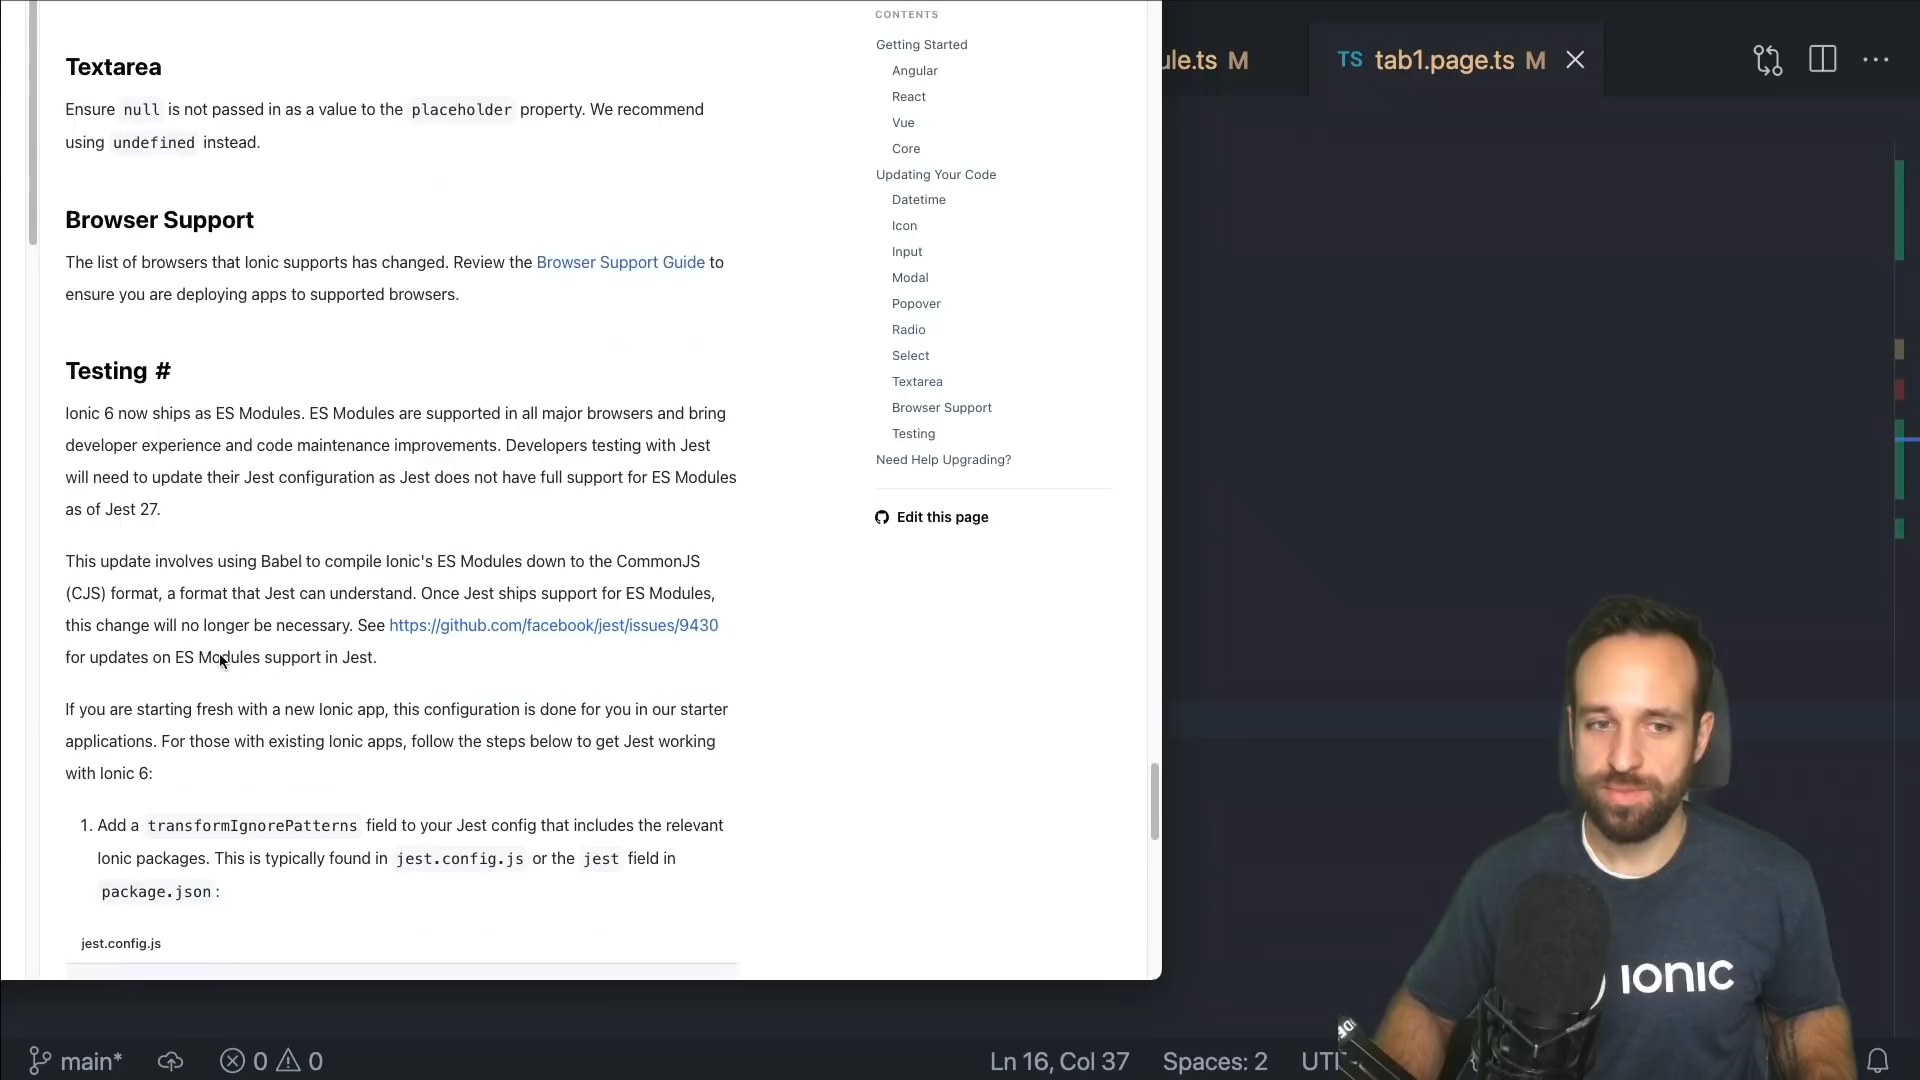 Textarea
Ensure null is not passed in as a value to the placeholder property. We recommend
using undefined instead.
Browser Support
The list of browsers that Ionic supports has changed. Review the Browser Support Guide to
ensure you are deploying apps to supported browsers.
Testing #
Ionic 6 now ships as ES Modules. ES Modules are supported in all major browsers and bring
developer experience and code maintenance improvements. Developers testing with Jest
will need to update their Jest configuration as Jest does not have full support for ES Modules
as of Jest 27.
This update involves using Babel to compile Ionic's ES Modules down to the CommonJS
(CJS) format, a format that Jest can understand. Once Jest ships support for ES Modules,
this change will no longer be necessary. See https://github.com/facebook/jest/issues/9430
for updates on ES Modules support in Jest.
If you are starting fresh with a new Ionic app, this configuration is done for you in our starter
applications. For those with existing Ionic apps, follow the steps below to get Jest working
with Ionic 6:
1. Add a transformIgnorePatterns field to your Jest config that includes the relevant
Ionic packages. This is typically found in jest.config.js or the jest field in
package.json :
jest.config.js
CONTENTS
Getting Started
Angular
React
Vue
Core
Updating Your Code
Datetime
Icon
Input
Modal
Popover
Radio
Select
Textarea
Browser Support
Testing
Need Help Upgrading?
Edit this page
ule.ts M
TS tab1.page.ts M
IONIC
main* 0 0
Ln 16, Col 37 Spaces: 2 UTF